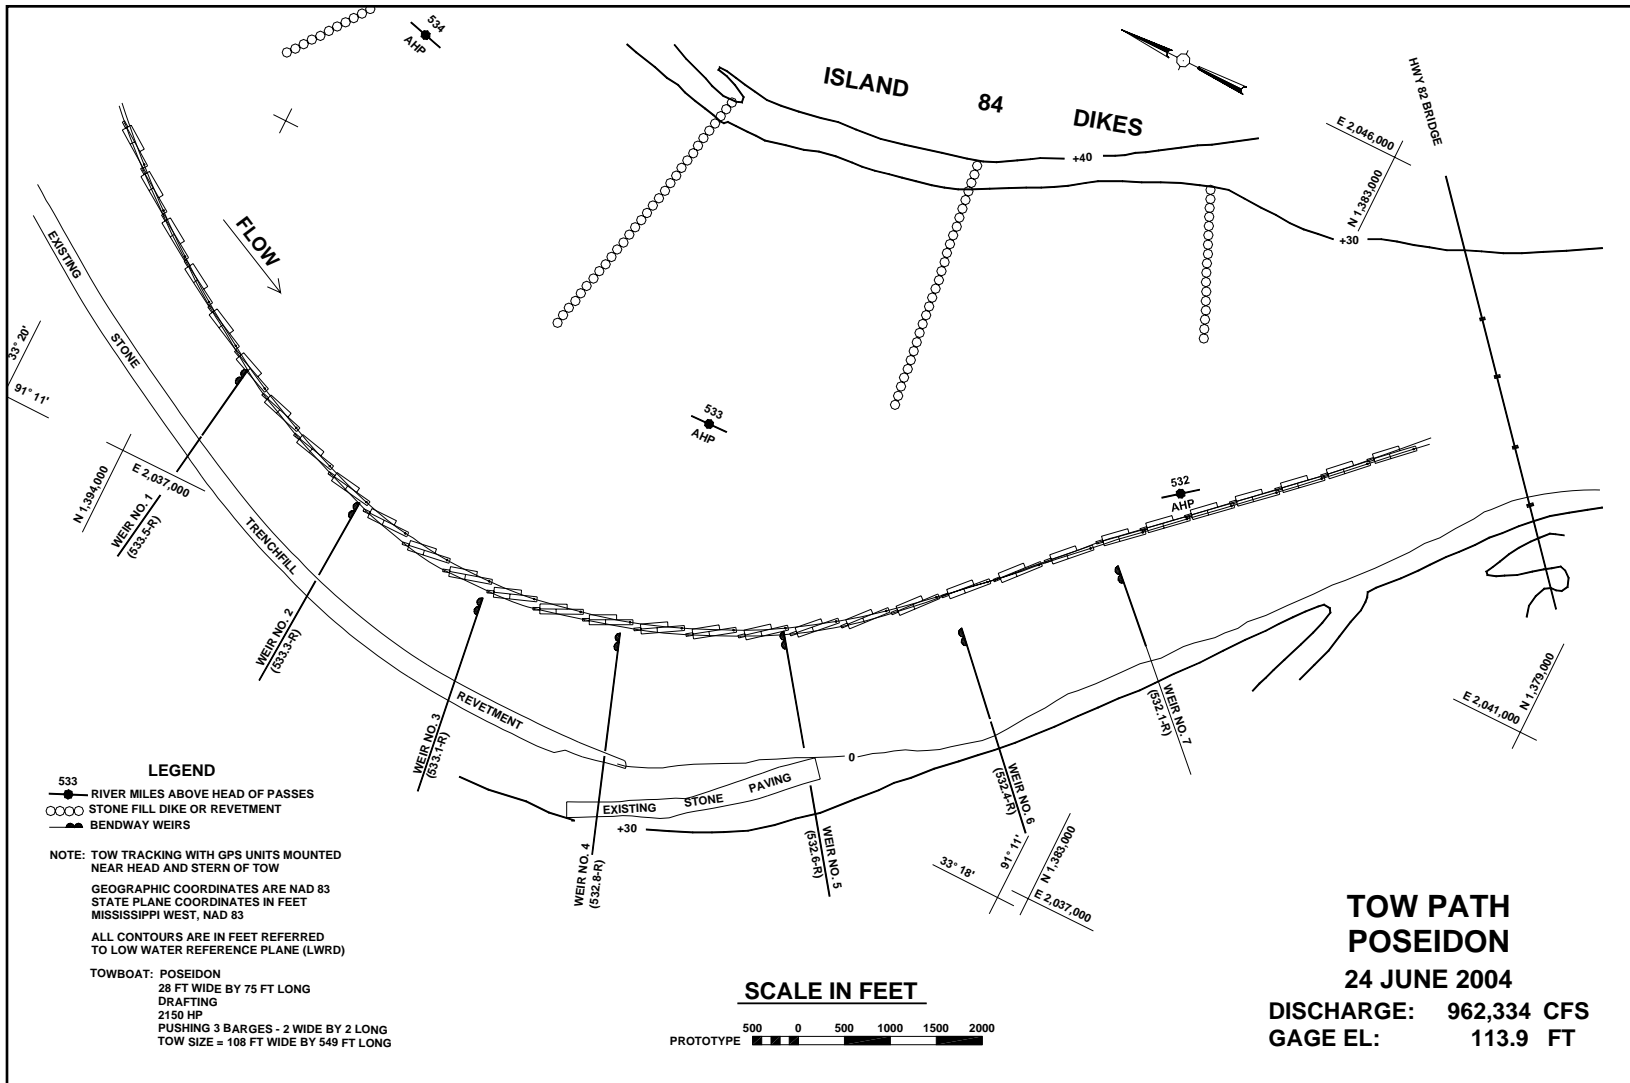 534
AHP
ISLAND 84 DIKES
+40
+30
HWY 82 BRIDGE
E 2,046,000
N 1,383,000
FLOW
EXISTING
STONE
TRENCHFILL
REVETMENT
33° 20'
91° 11'
N 1,394,000
E 2,037,000
533
AHP
532
AHP
WEIR NO. 1
(533.5-R)
WEIR NO. 2
(533.3-R)
WEIR NO. 3
(533.1-R)
WEIR NO. 4
(532.8-R)
WEIR NO. 5
(532.6-R)
WEIR NO. 6
(532.4-R)
WEIR NO. 7
(532.1-R)
0
EXISTING STONE PAVING
+30
E 2,041,000
N 1,379,000
33° 18'
91° 11'
N 1,383,000
E 2,037,000
LEGEND
533
RIVER MILES ABOVE HEAD OF PASSES
STONE FILL DIKE OR REVETMENT
BENDWAY WEIRS
NOTE: TOW TRACKING WITH GPS UNITS MOUNTED
NEAR HEAD AND STERN OF TOW
GEOGRAPHIC COORDINATES ARE NAD 83
STATE PLANE COORDINATES IN FEET
MISSISSIPPI WEST, NAD 83
ALL CONTOURS ARE IN FEET REFERRED
TO LOW WATER REFERENCE PLANE (LWRD)
TOWBOAT: POSEIDON
28 FT WIDE BY 75 FT LONG
DRAFTING
2150 HP
PUSHING 3 BARGES - 2 WIDE BY 2 LONG
TOW SIZE = 108 FT WIDE BY 549 FT LONG
SCALE IN FEET
PROTOTYPE 500 0 500 1000 1500 2000
TOW PATH
POSEIDON
24 JUNE 2004
DISCHARGE: 962,334 CFS
GAGE EL: 113.9 FT